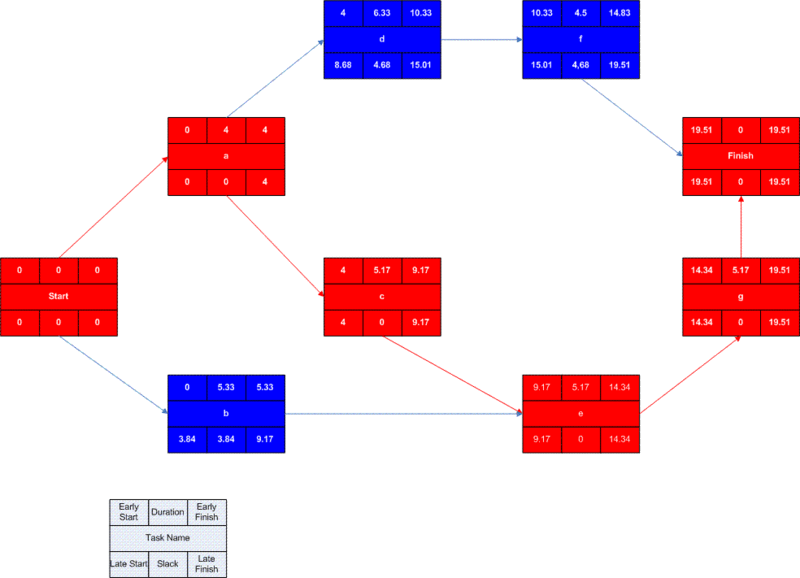 4 6.33 10.33
d
8.68 4.68 15.01
10.33 4.5 14.83
f
15.01 4,68 19.51
0 4 4
a
0 0 4
19.51 0 19.51
Finish
19.51 0 19.51
0 0 0
Start
0 0 0
4 5.17 9.17
c
4 0 9.17
14.34 5.17 19.51
g
14.34 0 19.51
0 5.33 5.33
b
3.84 3.84 9.17
9.17 5.17 14.34
e
9.17 0 14.34
Early Start
Duration
Early Finish
Task Name
Late Start
Slack
Late Finish